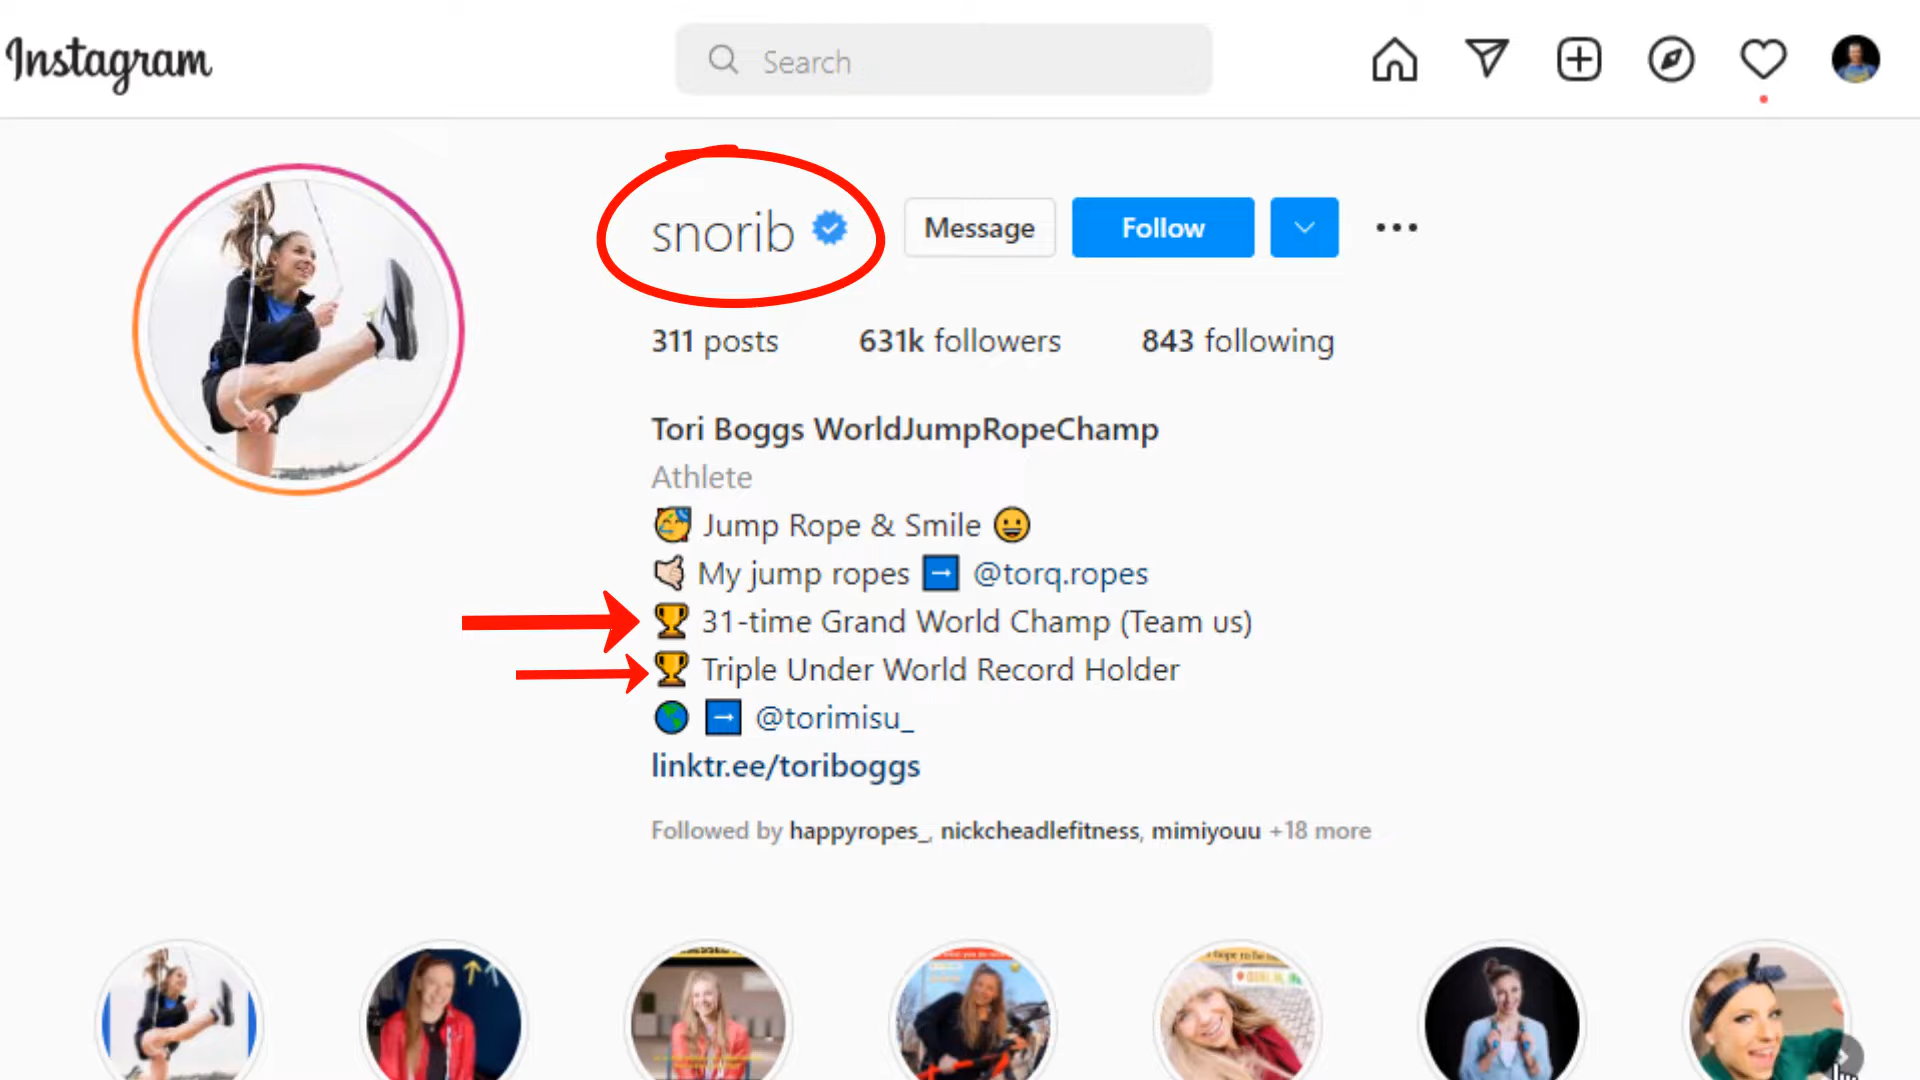 Instagram
Search
snorib
Message
Follow
311 posts
631k followers
843 following
Tori Boggs WorldJumpRopeChamp
Athlete
🥳 Jump Rope & Smile 😀
🤙🏻 My jump ropes ➡️ @torq.ropes
🏆 31-time Grand World Champ (Team us)
🏆 Triple Under World Record Holder
🌎 ➡️ @torimisu_
linktr.ee/toriboggs
Followed by happyropes_, nickcheadlefitness, mimiyouu +18 more